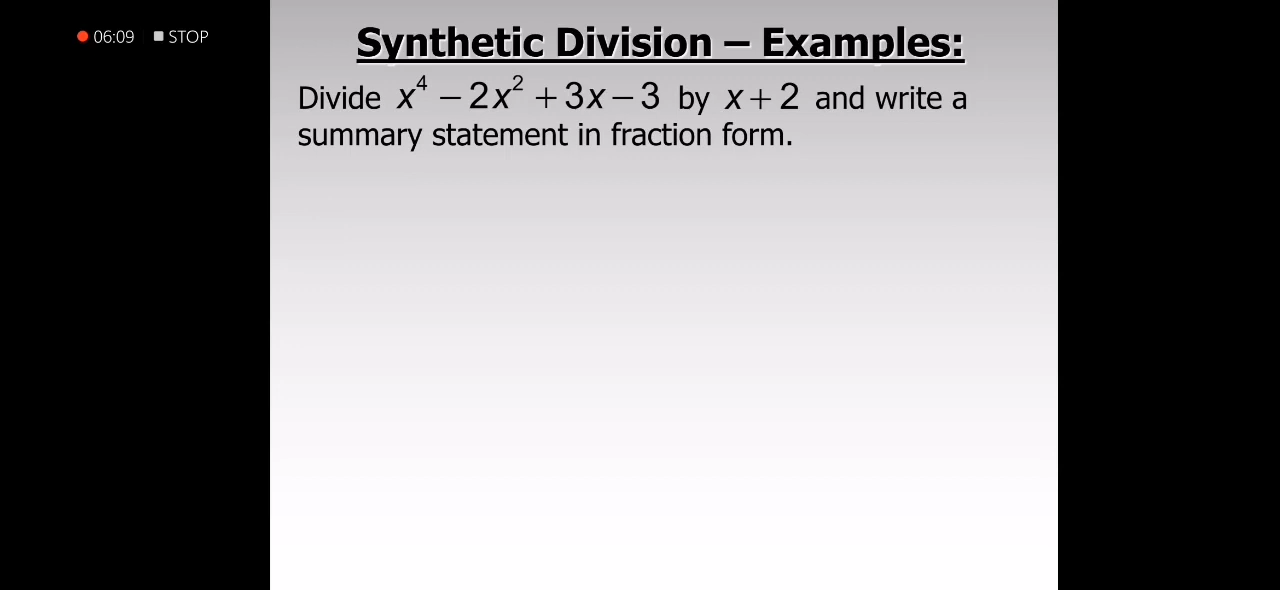 06:09 STOP
Synthetic Division – Examples:
Divide x⁴ − 2x² + 3x − 3 by x + 2 and write a
summary statement in fraction form.